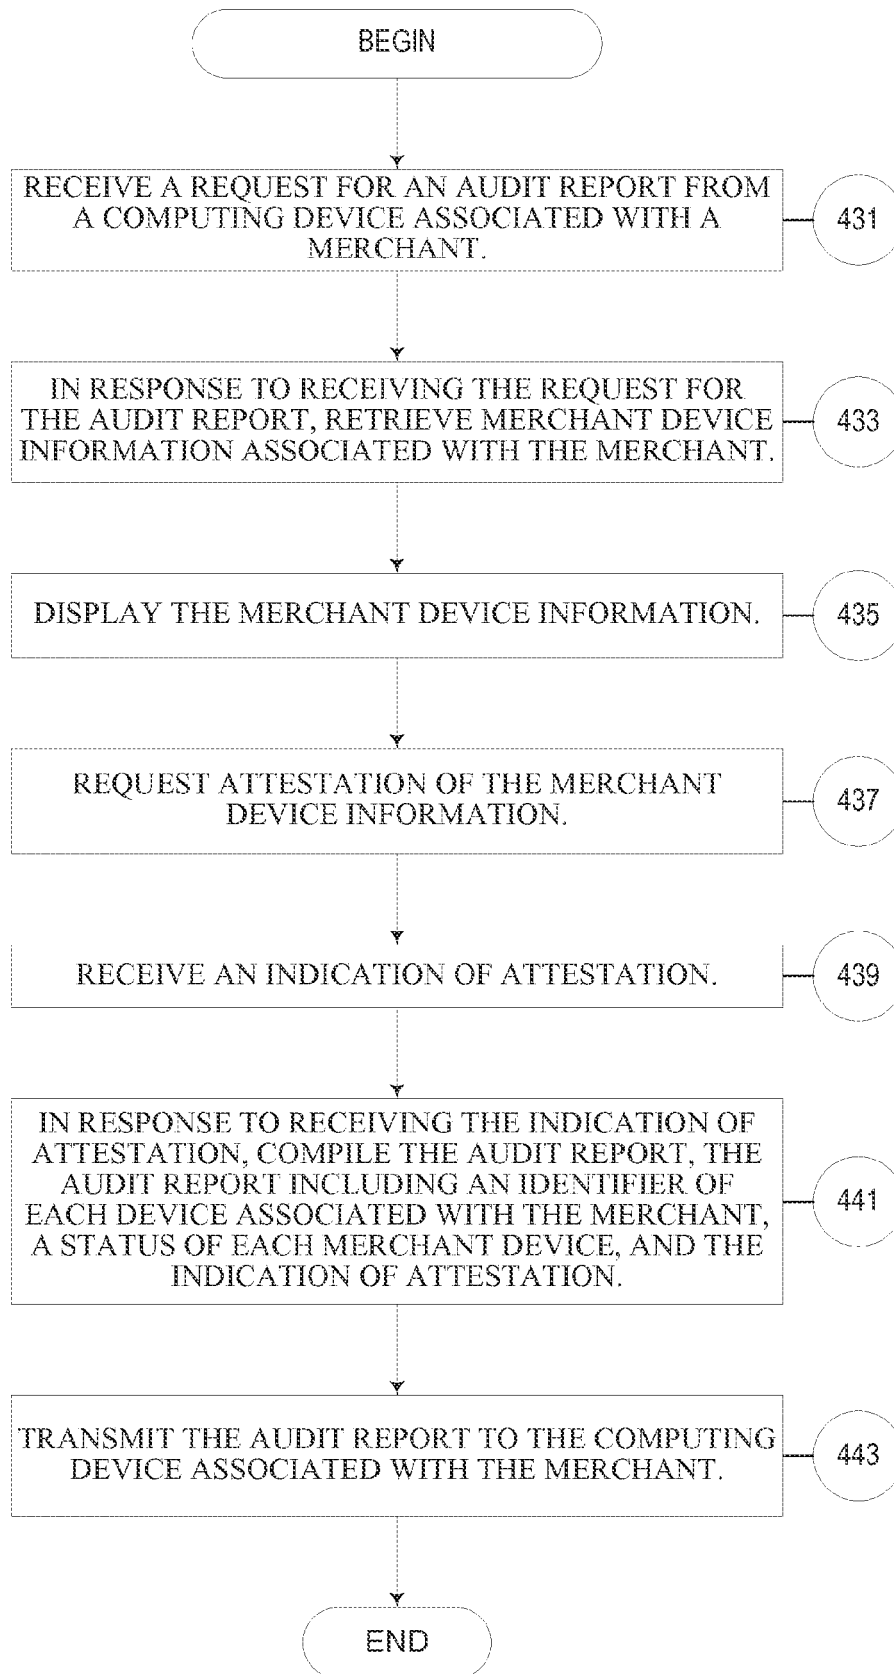 BEGIN
RECEIVE A REQUEST FOR AN AUDIT REPORT FROM
A COMPUTING DEVICE ASSOCIATED WITH A
MERCHANT.
431
IN RESPONSE TO RECEIVING THE REQUEST FOR
THE AUDIT REPORT, RETRIEVE MERCHANT DEVICE
INFORMATION ASSOCIATED WITH THE MERCHANT.
433
DISPLAY THE MERCHANT DEVICE INFORMATION.
435
REQUEST ATTESTATION OF THE MERCHANT
DEVICE INFORMATION.
437
RECEIVE AN INDICATION OF ATTESTATION.
439
IN RESPONSE TO RECEIVING THE INDICATION OF
ATTESTATION, COMPILE THE AUDIT REPORT, THE
AUDIT REPORT INCLUDING AN IDENTIFIER OF
EACH DEVICE ASSOCIATED WITH THE MERCHANT,
A STATUS OF EACH MERCHANT DEVICE, AND THE
INDICATION OF ATTESTATION.
441
TRANSMIT THE AUDIT REPORT TO THE COMPUTING
DEVICE ASSOCIATED WITH THE MERCHANT.
443
END